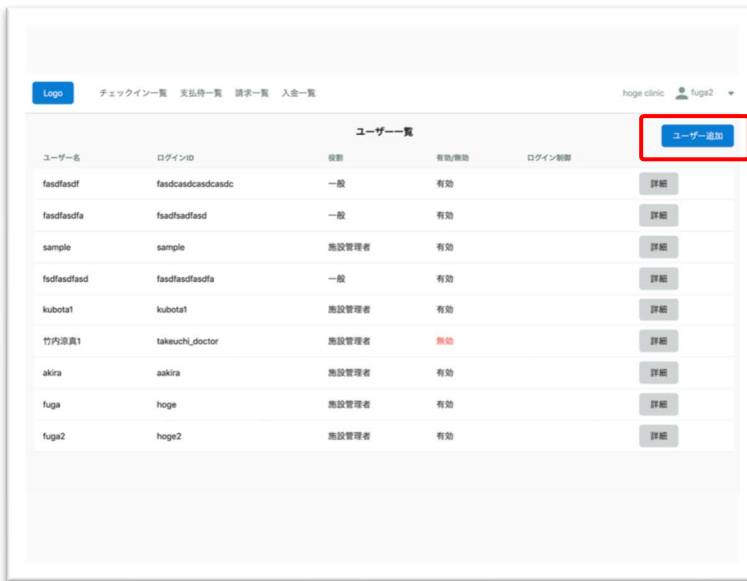 Logo チェックイン一覧 支払待一覧 請求一覧 入金一覧 hoge clinic fuga2
ユーザー一覧 ユーザー追加
ユーザー名 ログインID 役割 有効/無効 ログイン制御
fasdfasdf fasdcasdcasdcasdc 一般 有効 詳細
fasdfasdfa fsadfsadfasd 一般 有効 詳細
sample sample 施設管理者 有効 詳細
fsdfasdfasd fasdfasdfasdfa 一般 有効 詳細
kubota1 kubota1 施設管理者 有効 詳細
竹内涼真1 takeuchi_doctor 施設管理者 無効 詳細
akira aakira 施設管理者 有効 詳細
fuga hoge 施設管理者 有効 詳細
fuga2 hoge2 施設管理者 有効 詳細